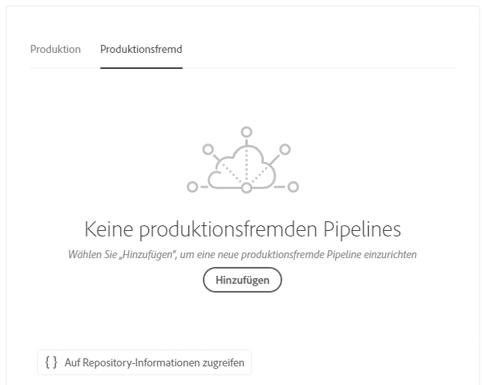 Produktion
Produktionsfremd
Keine produktionsfremden Pipelines
Wählen Sie „Hinzufügen“, um eine neue produktionsfremde Pipeline einzurichten
Hinzufügen
{ } Auf Repository-Informationen zugreifen